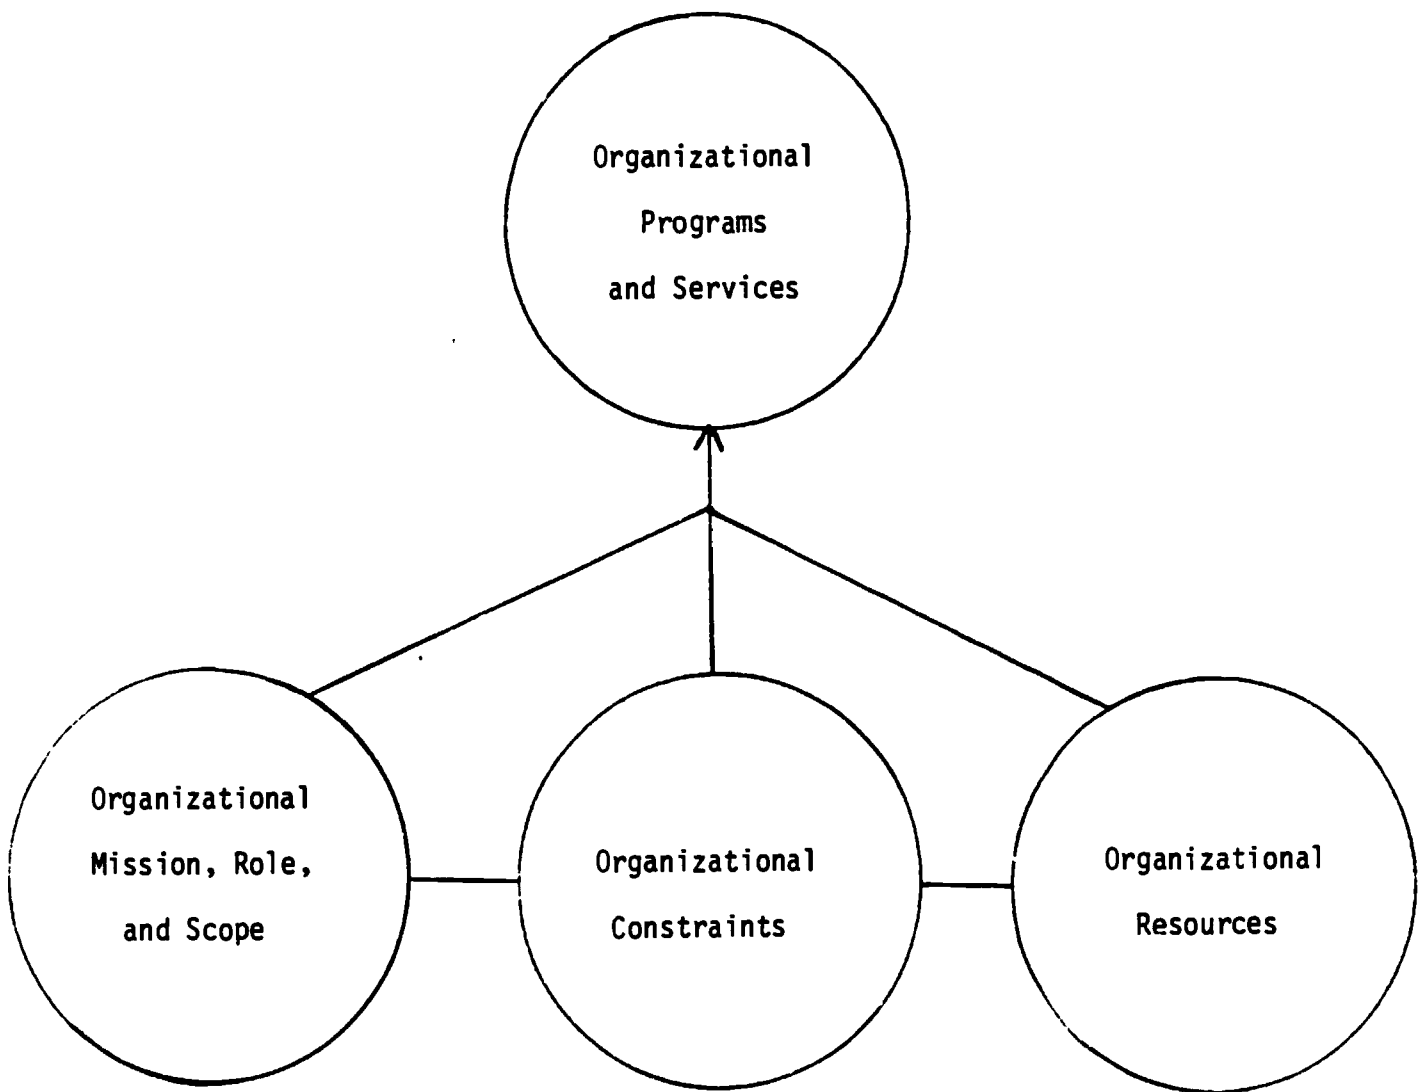 Organizational
Programs
and Services
Organizational
Mission, Role,
and Scope
Organizational
Constraints
Organizational
Resources